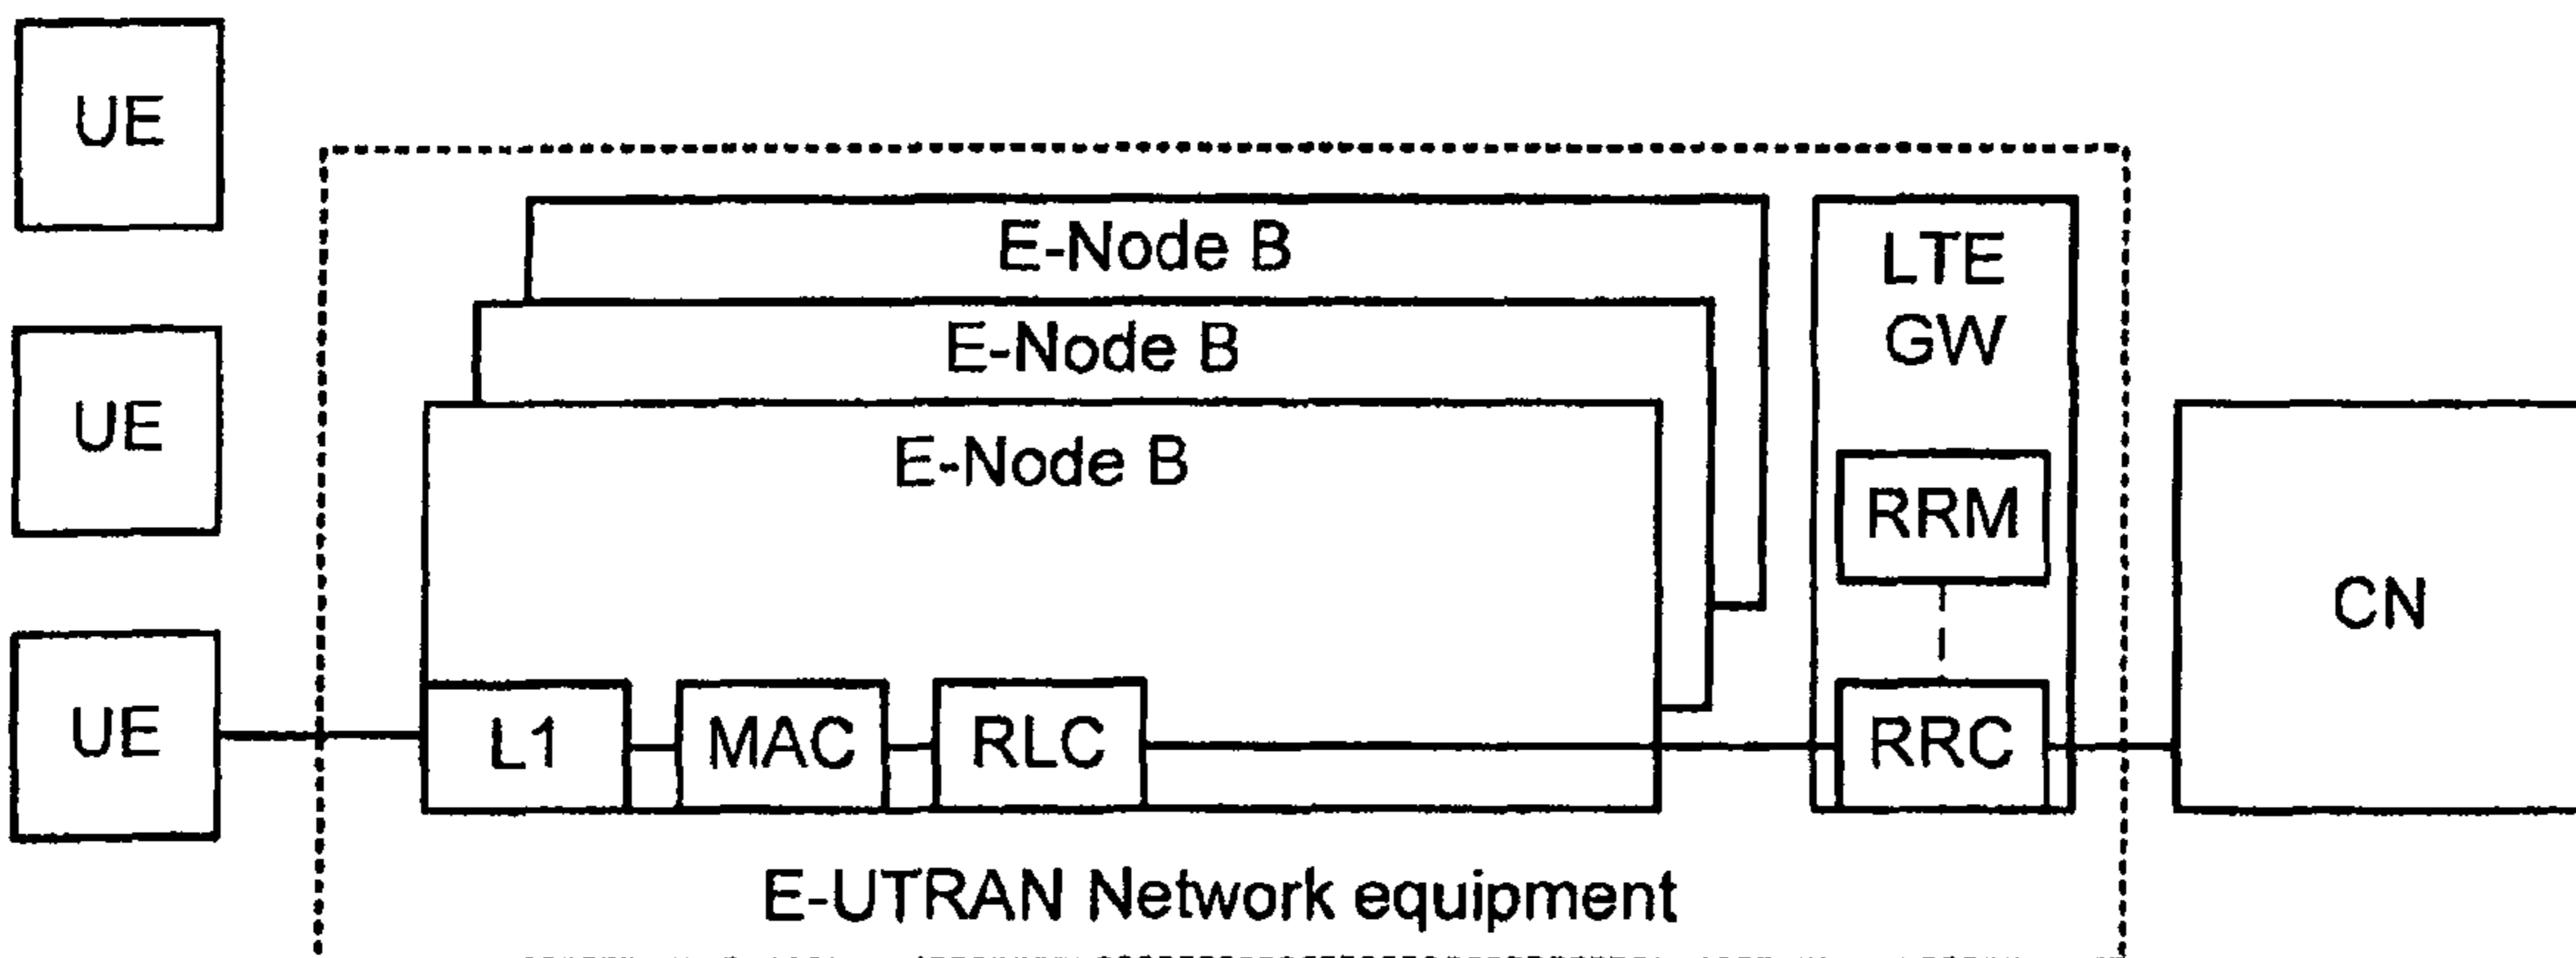 UE
UE
UE
E-Node B
E-Node B
E-Node B
L1
MAC
RLC
LTE
GW
RRM
RRC
CN
E-UTRAN Network equipment